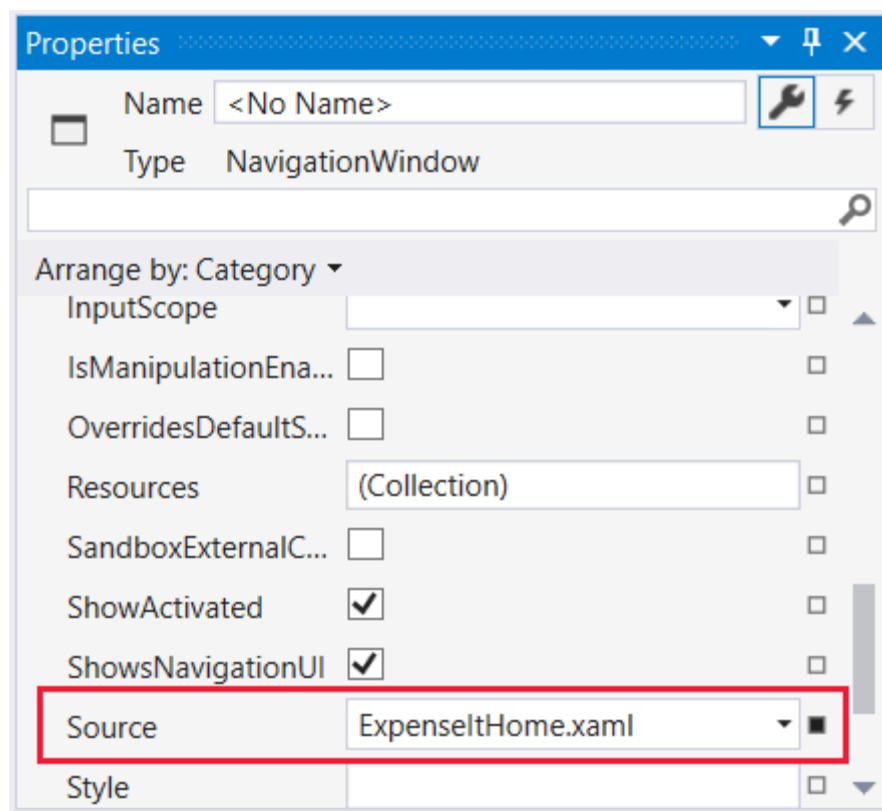 Properties
Name <No Name>
Type NavigationWindow
Arrange by: Category
InputScope
IsManipulationEna...
OverridesDefaultS...
Resources (Collection)
SandboxExternalC...
ShowActivated
ShowsNavigationUI
Source ExpenseItHome.xaml
Style